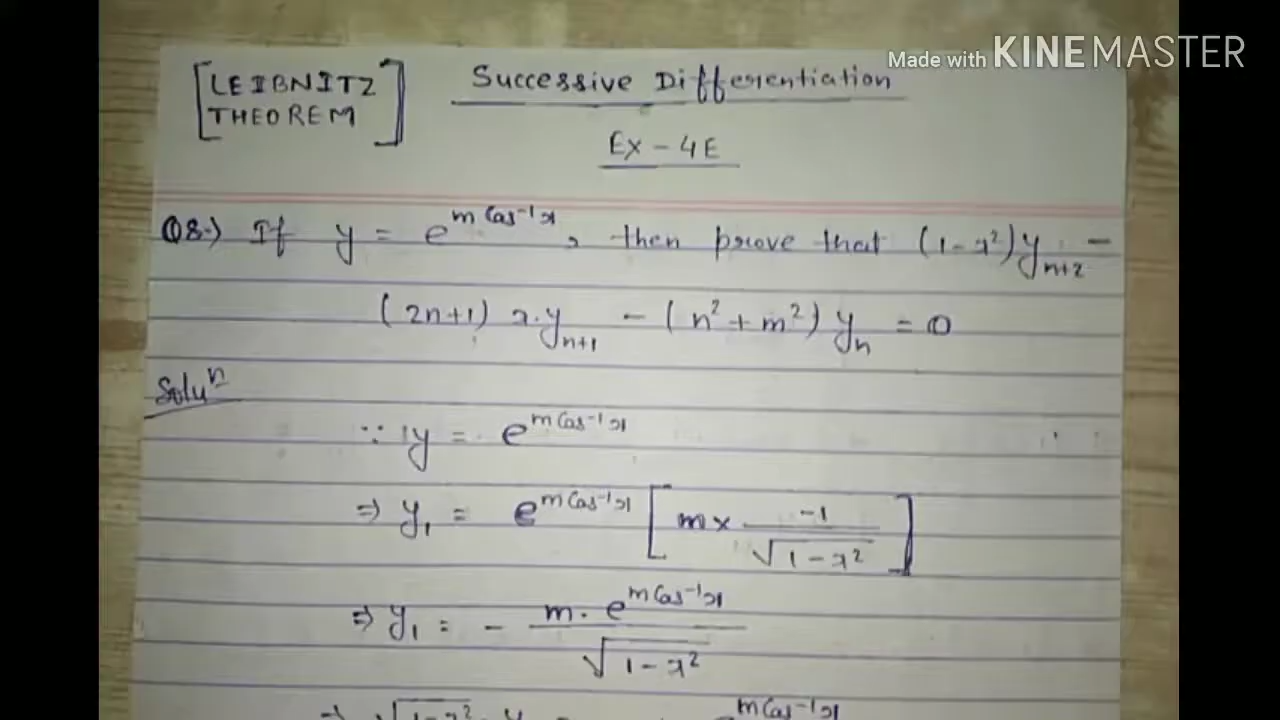 Made with KINEMASTER
[LEIBNITZ THEOREM]
Successive Differentiation
Ex - 4E
Q8.) If y = e^{m Cos⁻¹x}, then prove that (1-x²)y_{n+2} -
(2n+1) x.y_{n+1} - (n²+m²) y_n = 0
Soluⁿ
∵ y = e^{m Cos⁻¹x}
⇒ y₁ = e^{m Cos⁻¹x} [m × -1/√(1-x²)]
⇒ y₁ = - m. e^{m Cos⁻¹x}/√(1-x²)